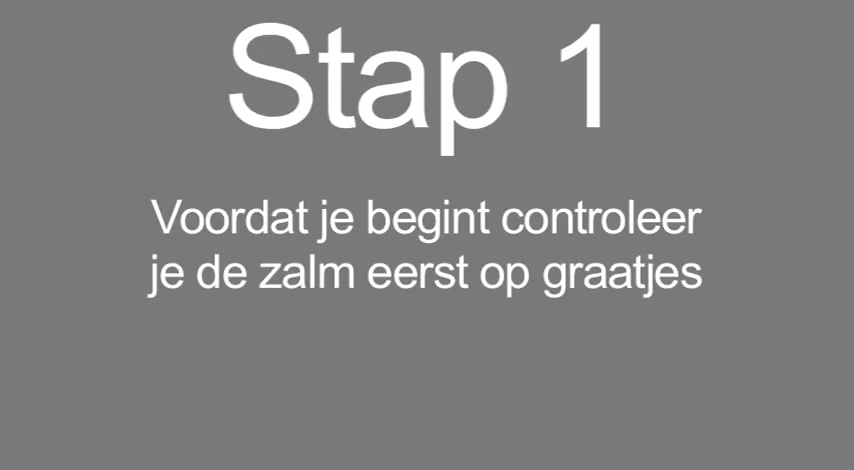 Stap 1
Voordat je begint controleer
je de zalm eerst op graatjes